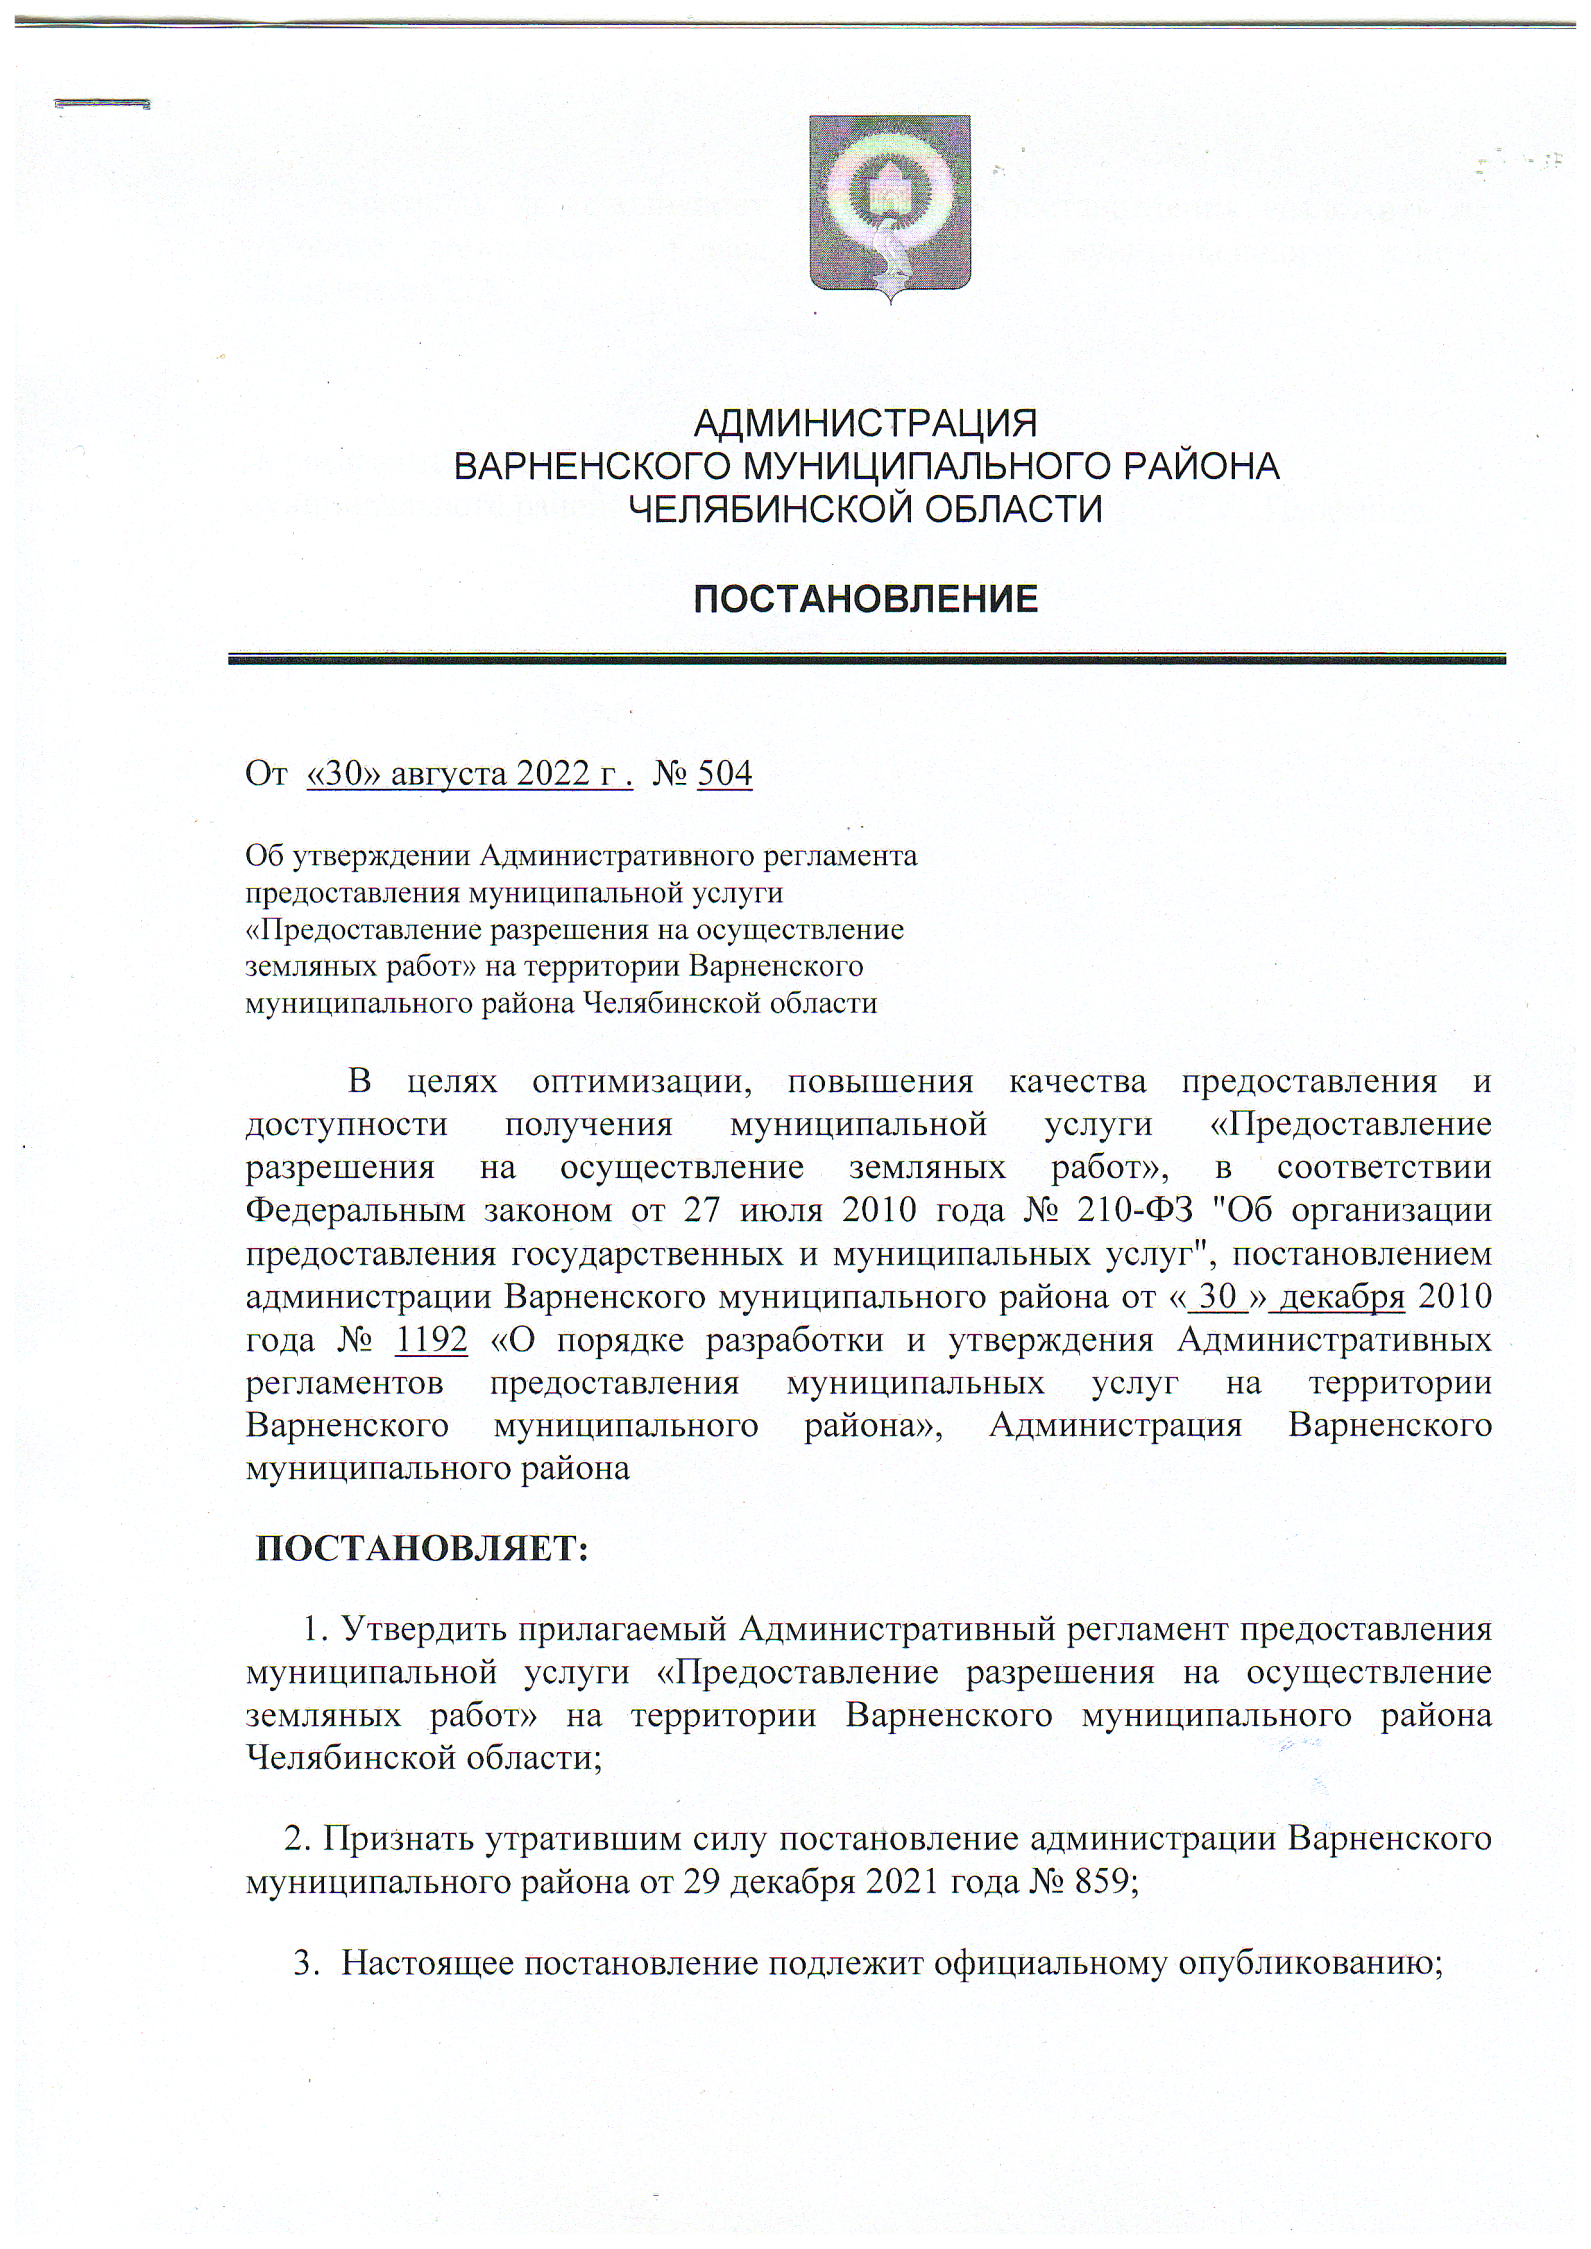 АДМИНИСТРАЦИЯ
ВАРНЕНСКОГО МУНИЦИПАЛЬНОГО РАЙОНА
ЧЕЛЯБИНСКОЙ ОБЛАСТИ
ПОСТАНОВЛЕНИЕ
От «30» августа 2022 г . № 504
Об утверждении Административного регламента
предоставления муниципальной услуги
«Предоставление разрешения на осуществление
земляных работ» на территории Варненского
муниципального района Челябинской области
В целях оптимизации, повышения качества предоставления и
доступности получения муниципальной услуги «Предоставление
разрешения на осуществление земляных работ», в соответствии
Федеральным законом от 27 июля 2010 года № 210-ФЗ "Об организации
предоставления государственных и муниципальных услуг", постановлением
администрации Варненского муниципального района от « 30 » декабря 2010
года № 1192 «О порядке разработки и утверждения Административных
регламентов предоставления муниципальных услуг на территории
Варненского муниципального района», Администрация Варненского
муниципального района
ПОСТАНОВЛЯЕТ:
1. Утвердить прилагаемый Административный регламент предоставления
муниципальной услуги «Предоставление разрешения на осуществление
земляных работ» на территории Варненского муниципального района
Челябинской области;
2. Признать утратившим силу постановление администрации Варненского
муниципального района от 29 декабря 2021 года № 859;
3. Настоящее постановление подлежит официальному опубликованию;